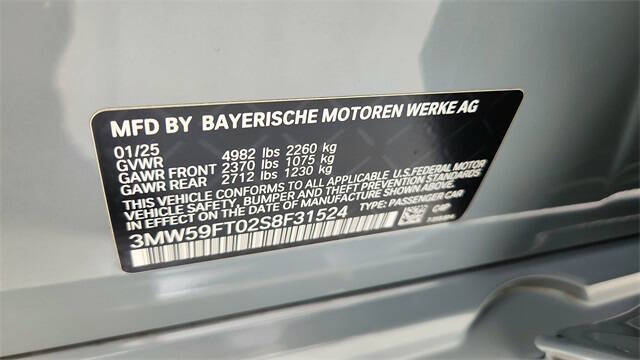 MFD BY BAYERISCHE MOTOREN WERKE AG
01/25
GVWR 4982 lbs 2260 kg
GAWR FRONT 2370 lbs 1075 kg
GAWR REAR 2712 lbs 1230 kg
THIS VEHICLE CONFORMS TO ALL APPLICABLE U.S.FEDERAL MOTOR
VEHICLE SAFETY, BUMPER AND THEFT PREVENTION STANDARDS
IN EFFECT ON THE DATE OF MANUFACTURE SHOWN ABOVE.
3MW59FT02S8F31524 TYPE: PASSENGER CAR
C4P